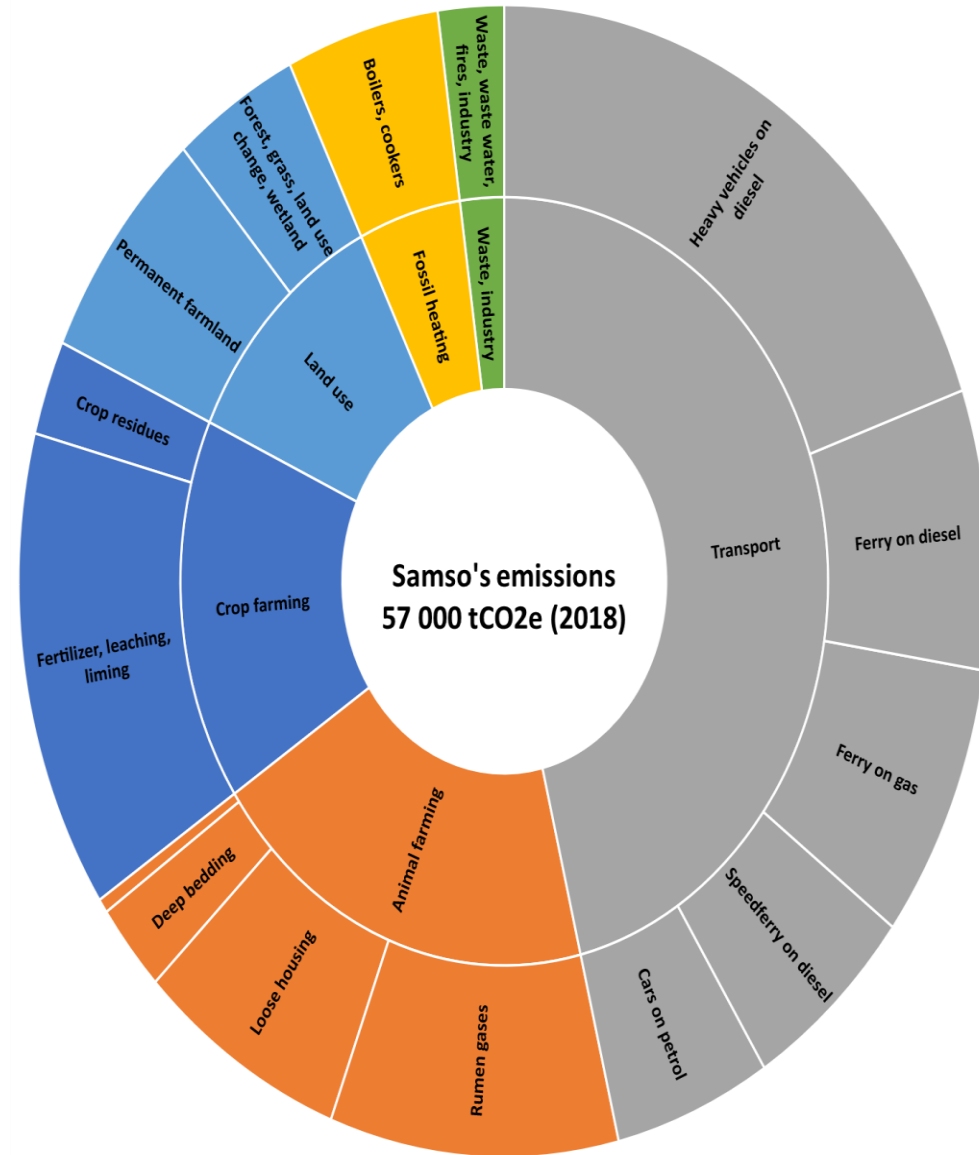 Samso's emissions
57 000 tCO2e (2018)
Transport
Heavy vehicles on
diesel
Ferry on diesel
Ferry on gas
Speedferry on diesel
Cars on petrol
Animal farming
Rumen gases
Loose housing
Deep bedding
Crop farming
Fertilizer, leaching,
liming
Crop residues
Land use
Permanent farmland
Forest, grass, land use
change, wetland
Fossil heating
Boilers, cookers
Waste, industry
Waste, waste water,
fires, industry